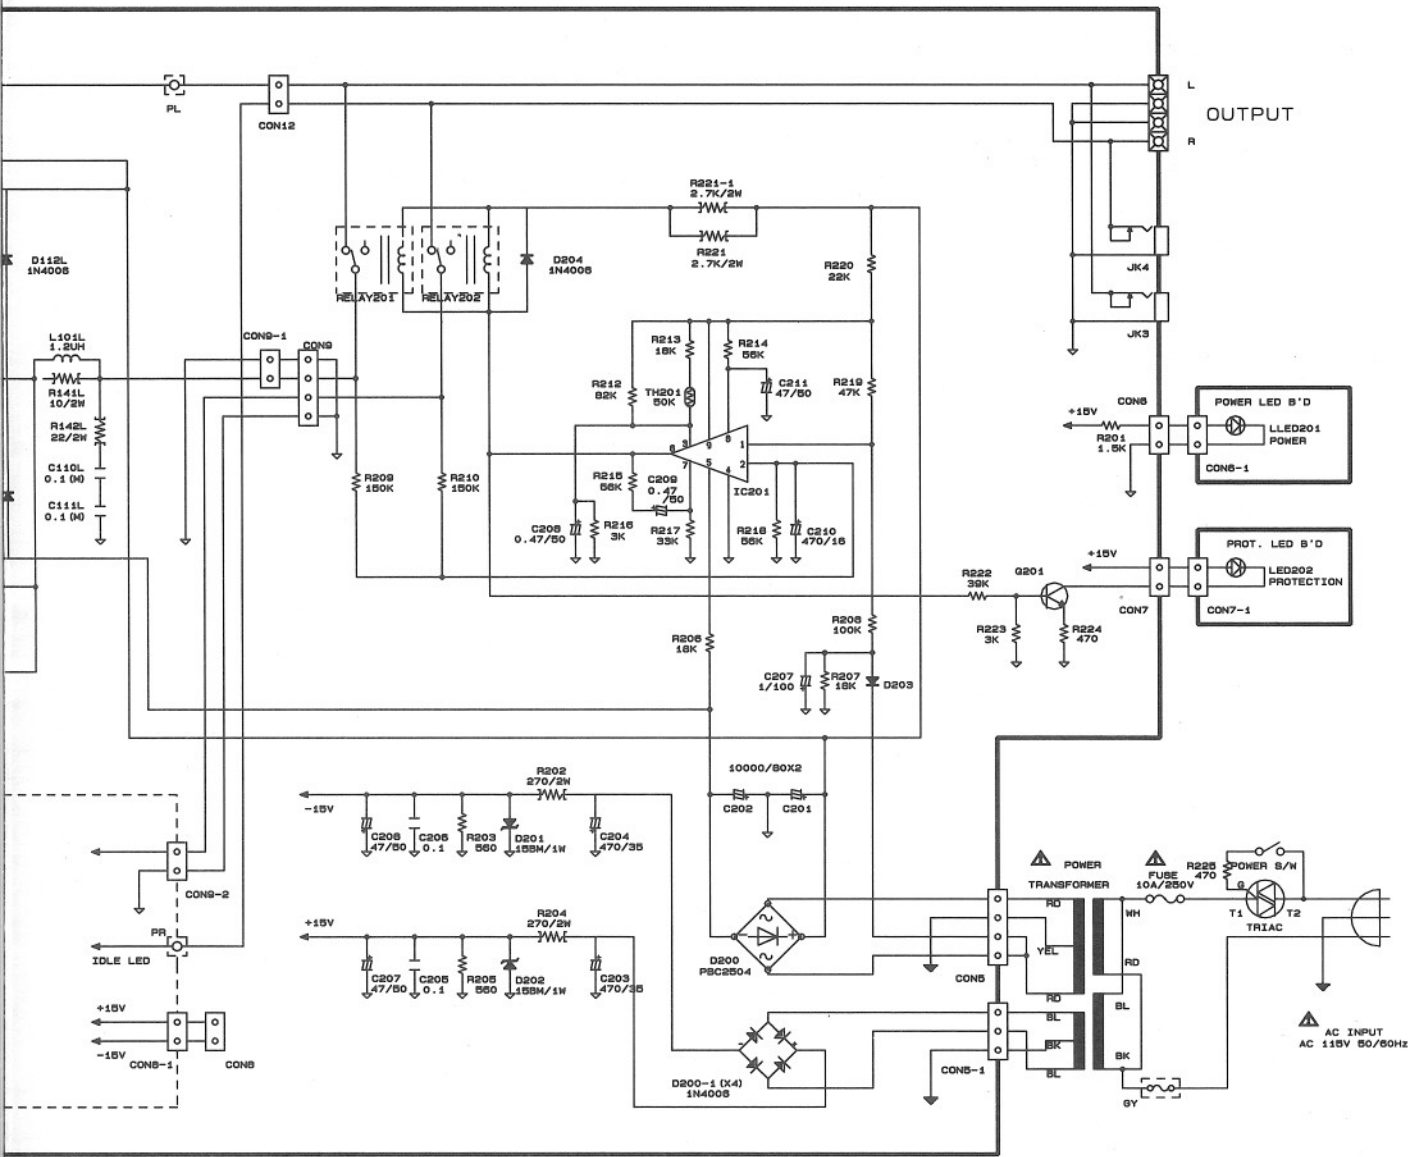 PL
CON12
L
OUTPUT
R
R221-1
2.7K/2W
R221
2.7K/2W
D112L
1N4006
D204
1N4006
R220
22K
JK4
RELAY201
RELAY202
L101L
1.2UH
CON9-1
CON9
R213
18K
R214
56K
JK3
R141L
10/2W
R212
82K
TH201
50K
C211
47/50
R219
47K
CON6
+15V
POWER LED B'D
R142L
22/2W
R201
1.5K
LLED201
POWER
CON6-1
6
3
9
8
1
7
5
4
2
IC201
C110L
0.1(M)
R209
150K
R210
150K
R215
56K
C209
0.47
/50
C111L
0.1(M)
C208
0.47/50
R216
3K
R217
33K
R218
56K
C210
470/16
+15V
PROT. LED B'D
R222
39K
Q201
LED202
PROTECTION
CON7
CON7-1
R206
18K
R208
100K
R223
3K
R224
470
C207
1/100
R207
18K
D203
R202
270/2W
10000/80X2
-15V
C202
C201
C206
47/50
C206
0.1
R203
560
D201
15BM/1W
C204
470/35
POWER
TRANSFORMER
FUSE
10A/250V
R225
470
POWER S/W
G
CON9-2
T1
T2
TRIAC
RD
WH
+15V
R204
270/2W
PR
IDLE LED
D200
PBC2504
CON5
YEL
RD
RD
C207
47/50
C205
0.1
R205
560
D202
15BM/1W
C203
470/35
+15V
-15V
CON8-1
CON8
BL
BL
BK
BK
BL
CON5-1
D200-1(X4)
1N4006
GY
AC INPUT
AC 115V 50/60Hz